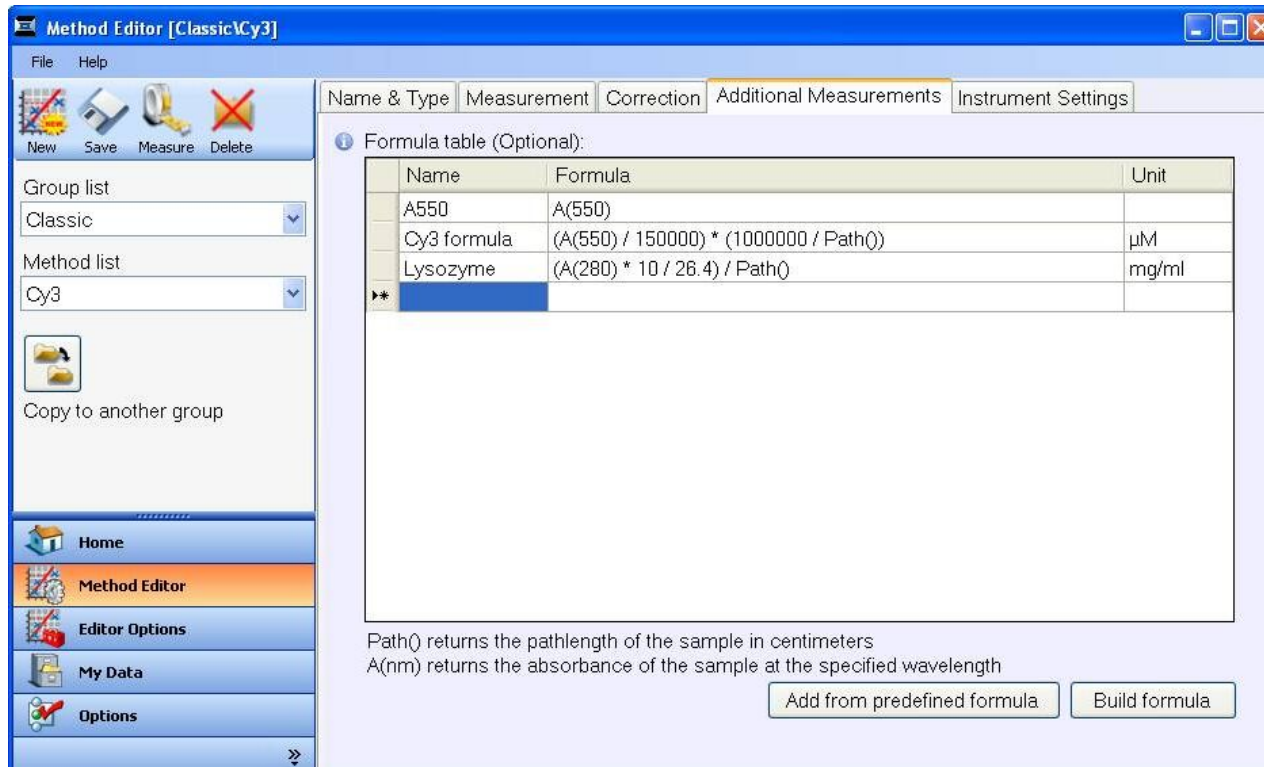 Method Editor [Classic\Cy3]
File Help
New Save Measure Delete
Group list
Classic
Method list
Cy3
Copy to another group
Home
Method Editor
Editor Options
My Data
Options
Name & Type Measurement Correction Additional Measurements Instrument Settings
Formula table (Optional):
Name Formula Unit
A550 A(550)
Cy3 formula (A(550) / 150000) * (1000000 / Path()) µM
Lysozyme (A(280) * 10 / 26.4) / Path() mg/ml
Path() returns the pathlength of the sample in centimeters
A(nm) returns the absorbance of the sample at the specified wavelength
Add from predefined formula Build formula